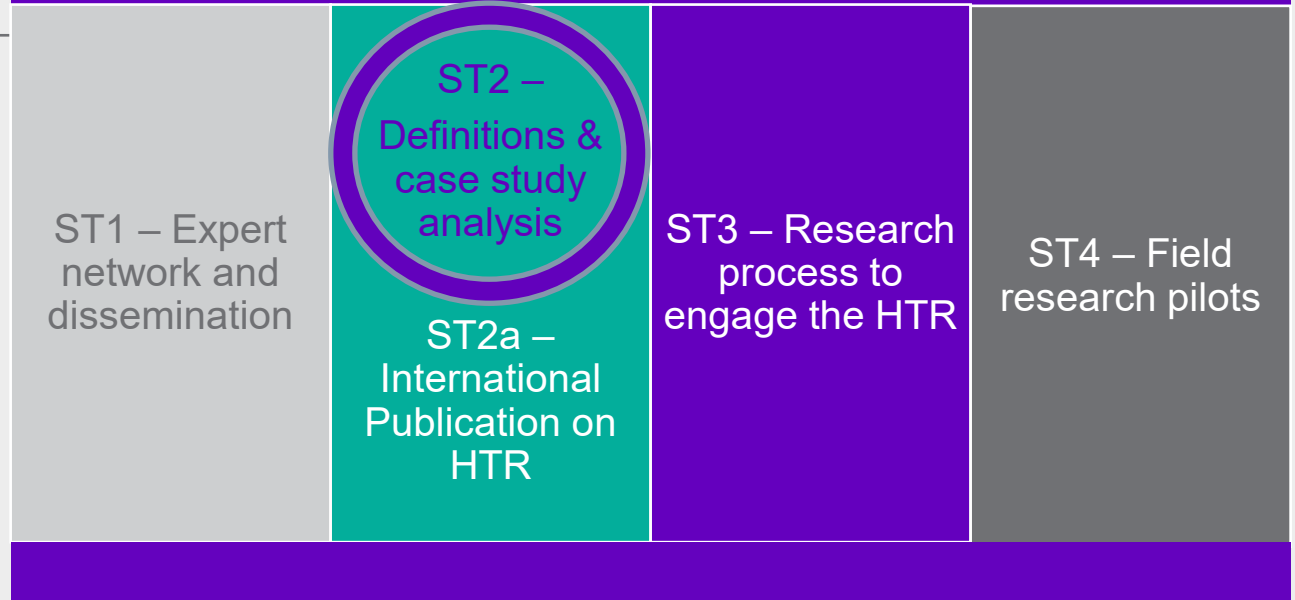 ST1 – Expert
network and
dissemination
ST2 –
Definitions &
case study
analysis
ST2a –
International
Publication on
HTR
ST3 – Research
process to
engage the HTR
ST4 – Field
research pilots